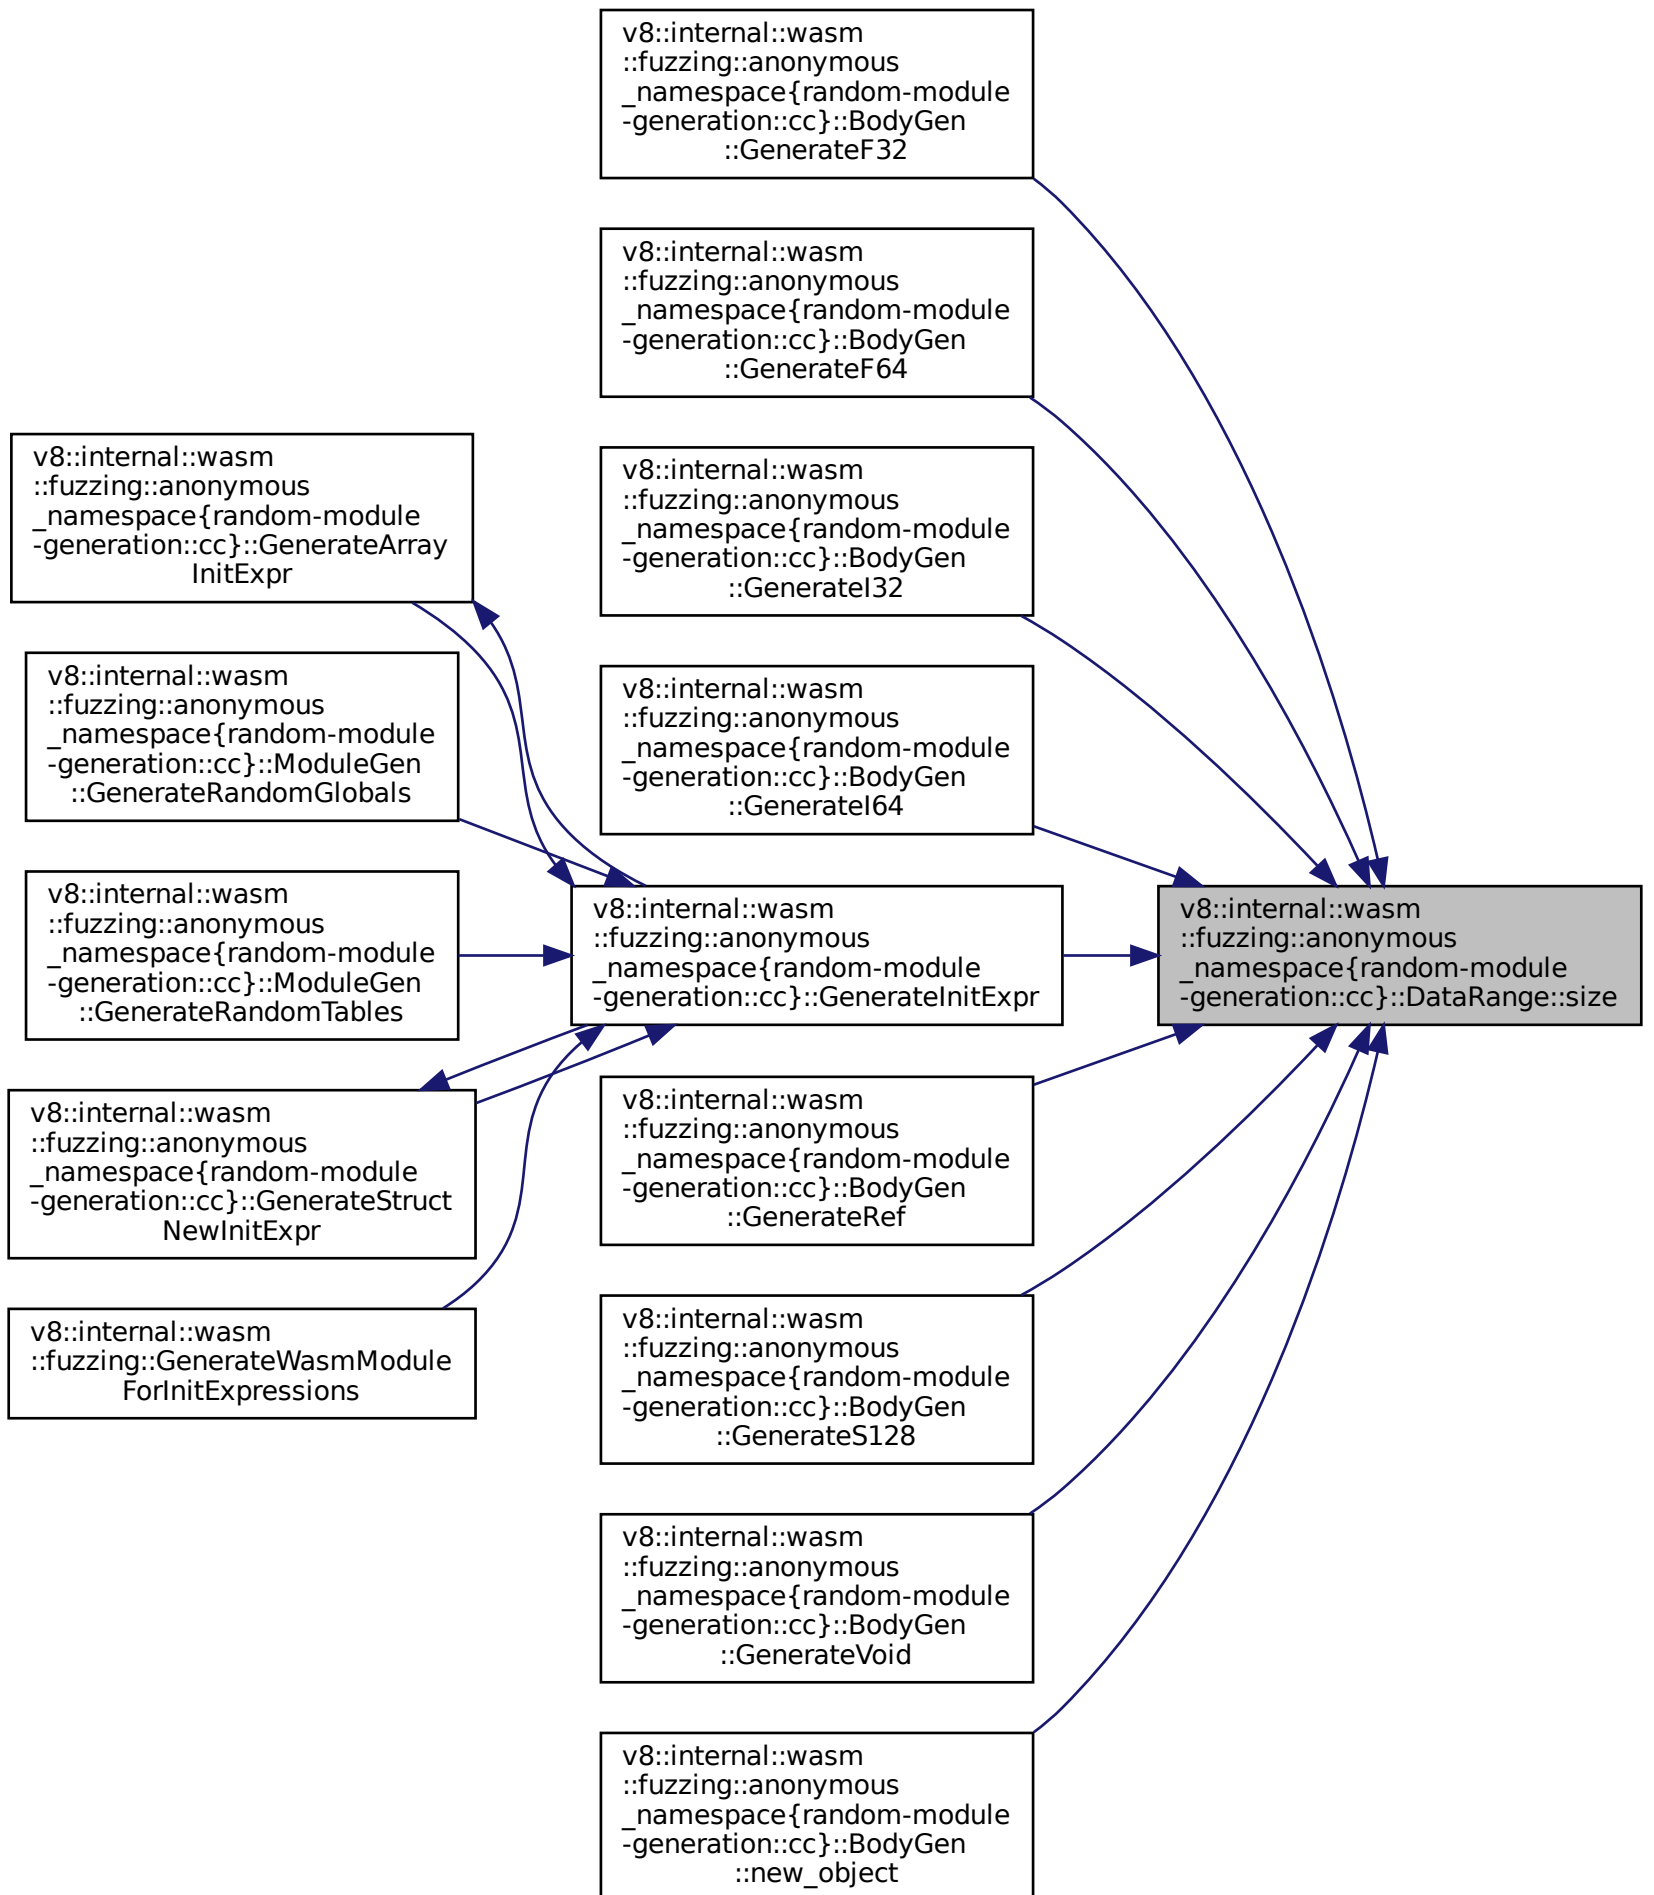 v8::internal::wasm
::fuzzing::anonymous
_namespace{random-module
-generation::cc}::BodyGen
::GenerateF32
v8::internal::wasm
::fuzzing::anonymous
_namespace{random-module
-generation::cc}::BodyGen
::GenerateF64
v8::internal::wasm
::fuzzing::anonymous
_namespace{random-module
-generation::cc}::GenerateArray
InitExpr
v8::internal::wasm
::fuzzing::anonymous
_namespace{random-module
-generation::cc}::BodyGen
::GenerateI32
v8::internal::wasm
::fuzzing::anonymous
_namespace{random-module
-generation::cc}::ModuleGen
::GenerateRandomGlobals
v8::internal::wasm
::fuzzing::anonymous
_namespace{random-module
-generation::cc}::BodyGen
::GenerateI64
v8::internal::wasm
::fuzzing::anonymous
_namespace{random-module
-generation::cc}::ModuleGen
::GenerateRandomTables
v8::internal::wasm
::fuzzing::anonymous
_namespace{random-module
-generation::cc}::GenerateInitExpr
v8::internal::wasm
::fuzzing::anonymous
_namespace{random-module
-generation::cc}::DataRange::size
v8::internal::wasm
::fuzzing::anonymous
_namespace{random-module
-generation::cc}::GenerateStruct
NewInitExpr
v8::internal::wasm
::fuzzing::anonymous
_namespace{random-module
-generation::cc}::BodyGen
::GenerateRef
v8::internal::wasm
::fuzzing::GenerateWasmModule
ForInitExpressions
v8::internal::wasm
::fuzzing::anonymous
_namespace{random-module
-generation::cc}::BodyGen
::GenerateS128
v8::internal::wasm
::fuzzing::anonymous
_namespace{random-module
-generation::cc}::BodyGen
::GenerateVoid
v8::internal::wasm
::fuzzing::anonymous
_namespace{random-module
-generation::cc}::BodyGen
::new_object